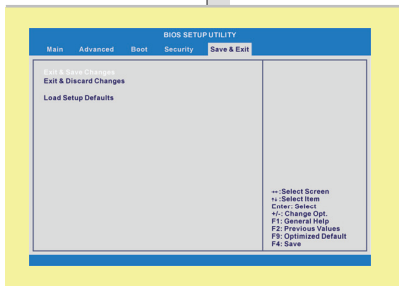 BIOS SETUP UTILITY
Main Advanced Boot Security Save & Exit
Exit & Save Changes
Exit & Discard Changes
Load Setup Defaults
↔:Select Screen
↑↓:Select Item
Enter: Select
+/-: Change Opt.
F1: General Help
F2: Previous Values
F9: Optimized Default
F4: Save